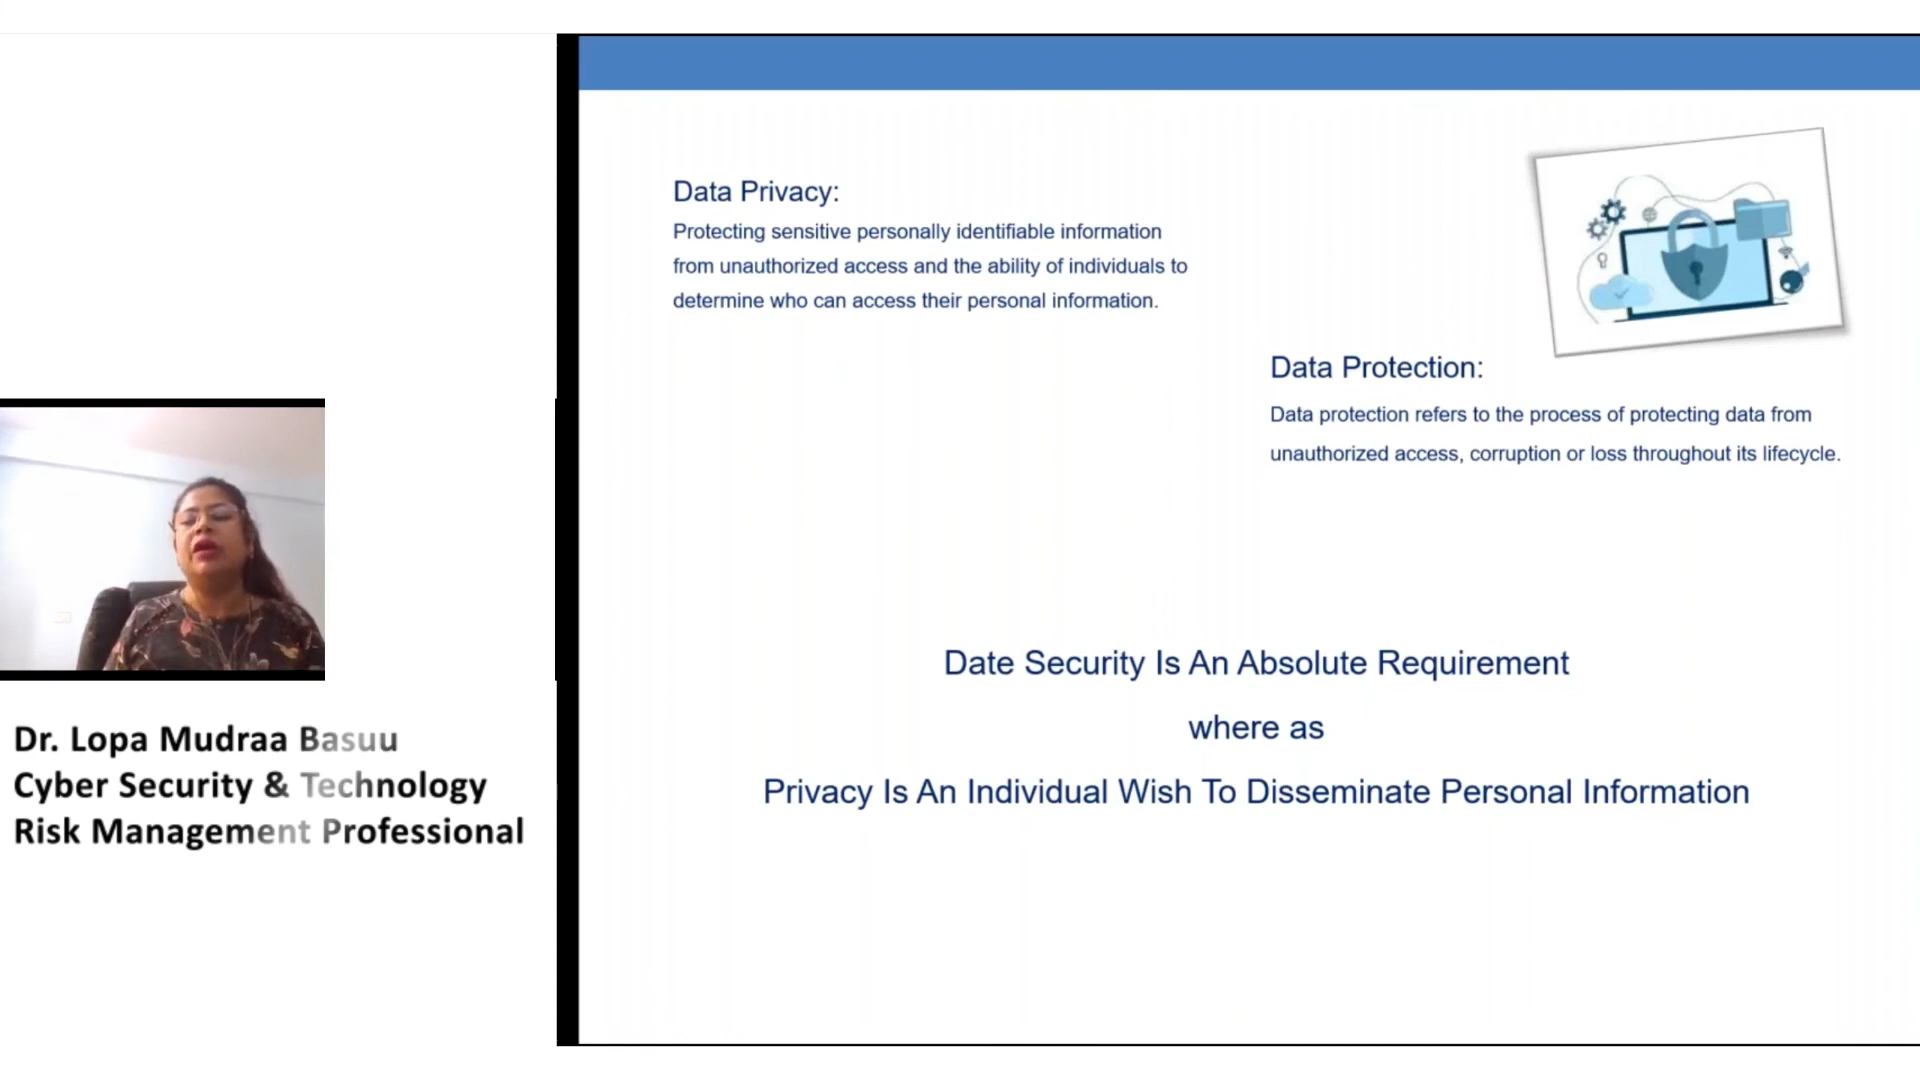 Data Privacy:
Protecting sensitive personally identifiable information
from unauthorized access and the ability of individuals to
determine who can access their personal information.
Data Protection:
Data protection refers to the process of protecting data from
unauthorized access, corruption or loss throughout its lifecycle.
Date Security Is An Absolute Requirement
where as
Privacy Is An Individual Wish To Disseminate Personal Information
Dr. Lopa Mudraa Basuu
Cyber Security & Technology
Risk Management Professional